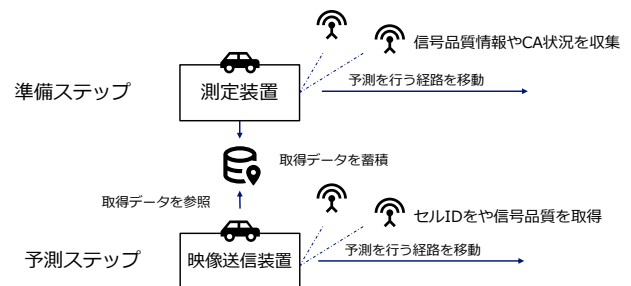 信号品質情報やCA状況を収集
準備ステップ
測定装置
予測を行う経路を移動
取得データを蓄積
取得データを参照
セルIDをや信号品質を取得
予測ステップ
映像送信装置
予測を行う経路を移動